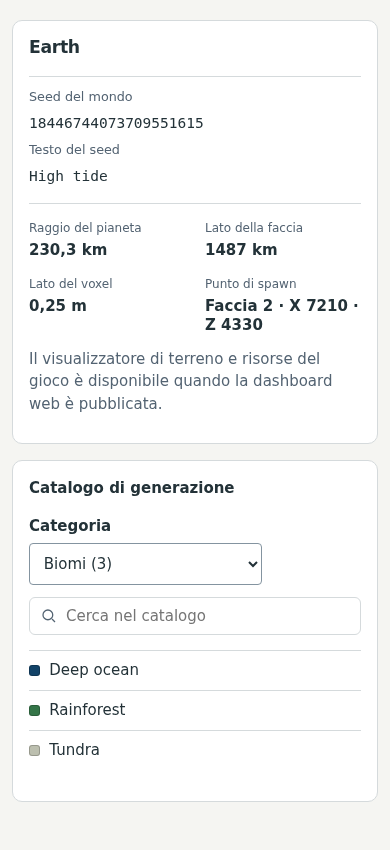 Earth
Seed del mondo
18446744073709551615
Testo del seed
High tide
Raggio del pianeta
230,3 km
Lato della faccia
1487 km
Lato del voxel
0,25 m
Punto di spawn
Faccia 2 · X 7210 ·
Z 4330
Il visualizzatore di terreno e risorse del
gioco è disponibile quando la dashboard
web è pubblicata.
Catalogo di generazione
Categoria
Biomi (3)
Cerca nel catalogo
Deep ocean
Rainforest
Tundra